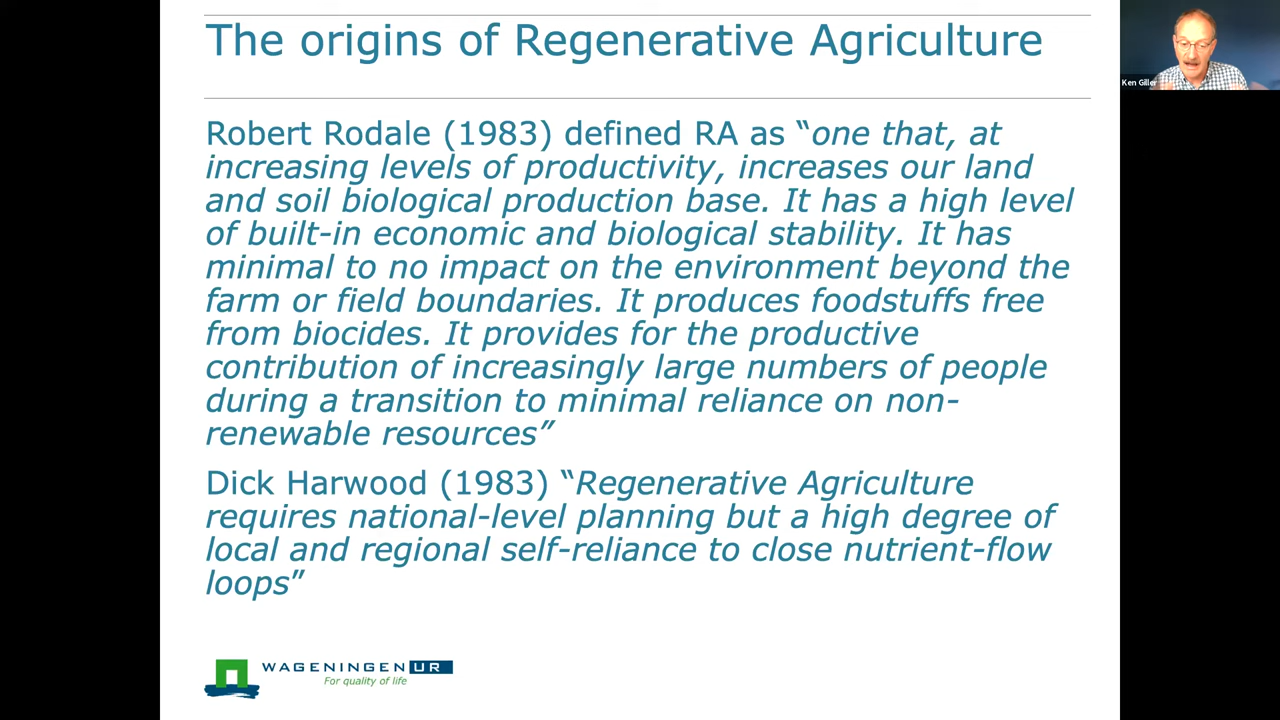 The origins of Regenerative Agriculture
Ken Giller
Robert Rodale (1983) defined RA as “one that, at
increasing levels of productivity, increases our land
and soil biological production base. It has a high level
of built-in economic and biological stability. It has
minimal to no impact on the environment beyond the
farm or field boundaries. It produces foodstuffs free
from biocides. It provides for the productive
contribution of increasingly large numbers of people
during a transition to minimal reliance on non-
renewable resources”
Dick Harwood (1983) “Regenerative Agriculture
requires national-level planning but a high degree of
local and regional self-reliance to close nutrient-flow
loops”
WAGENINGEN UR
For quality of life